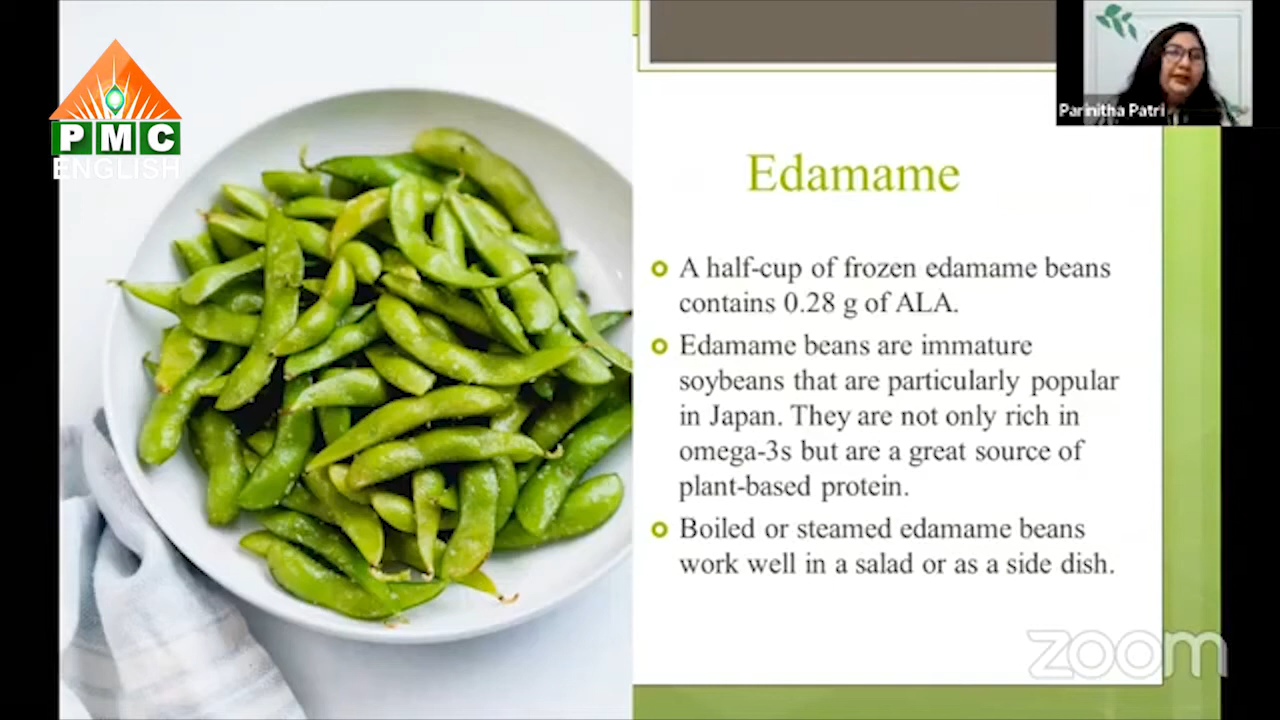 PMC
ENGLISH
Parinitha Patri
Edamame
A half-cup of frozen edamame beans
contains 0.28 g of ALA.
Edamame beans are immature
soybeans that are particularly popular
in Japan. They are not only rich in
omega-3s but are a great source of
plant-based protein.
Boiled or steamed edamame beans
work well in a salad or as a side dish.
zoom